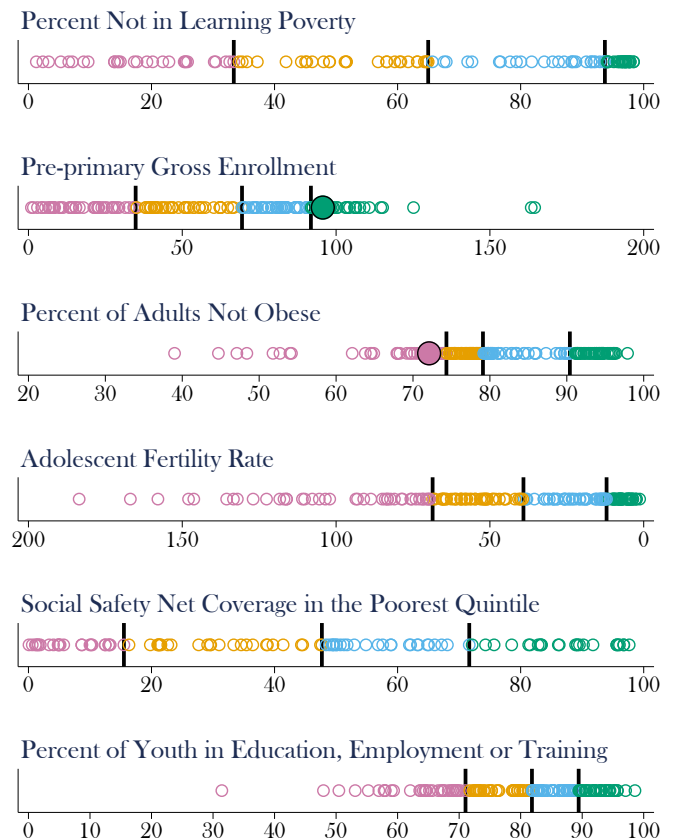 Percent Not in Learning Poverty
0 20 40 60 80 100
Pre-primary Gross Enrollment
0 50 100 150 200
Percent of Adults Not Obese
20 30 40 50 60 70 80 90 100
Adolescent Fertility Rate
200 150 100 50 0
Social Safety Net Coverage in the Poorest Quintile
0 20 40 60 80 100
Percent of Youth in Education, Employment or Training
0 10 20 30 40 50 60 70 80 90 100